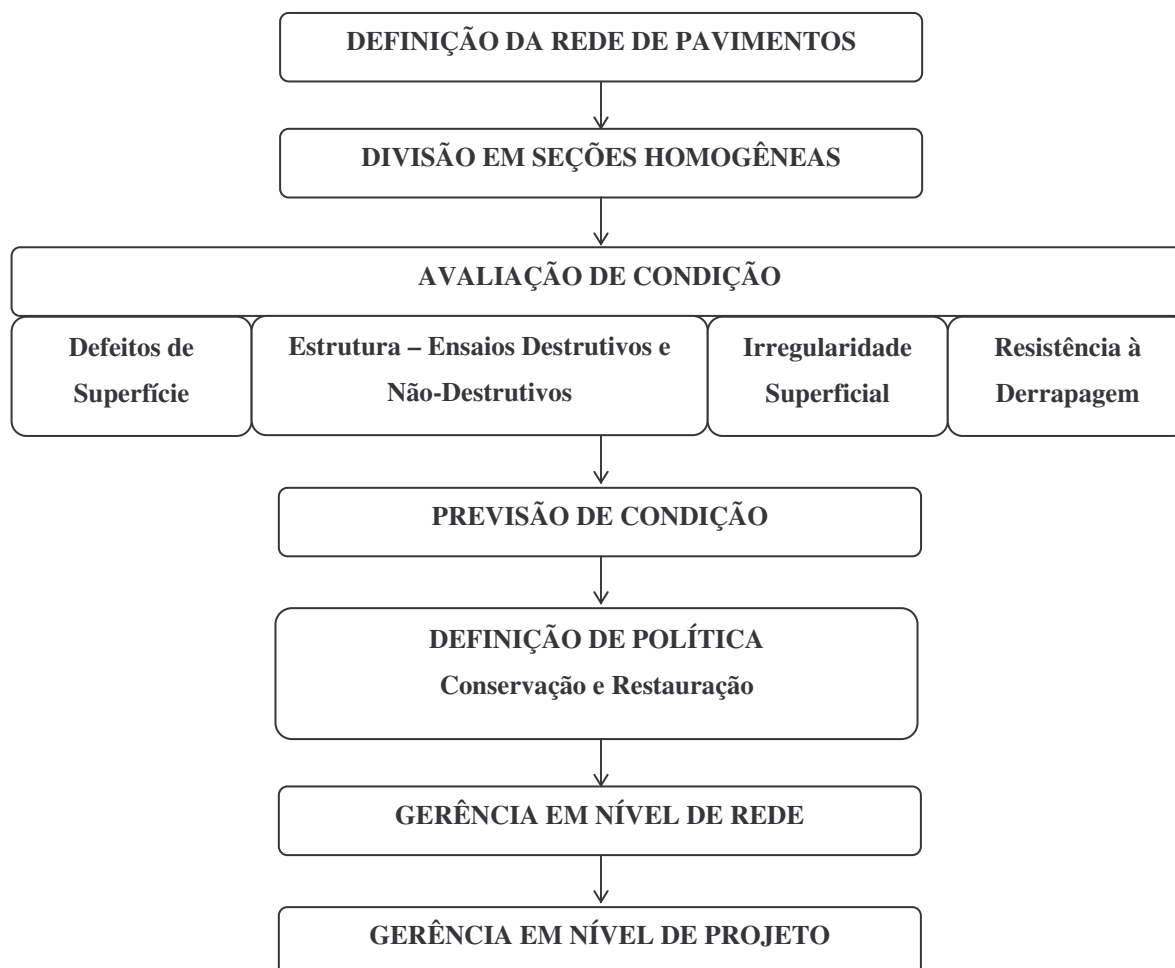 DEFINIÇÃO DA REDE DE PAVIMENTOS
DIVISÃO EM SEÇÕES HOMOGÊNEAS
AVALIAÇÃO DE CONDIÇÃO
Defeitos de
Superfície
Estrutura – Ensaios Destrutivos e
Não-Destrutivos
Irregularidade
Superficial
Resistência à
Derrapagem
PREVISÃO DE CONDIÇÃO
DEFINIÇÃO DE POLÍTICA
Conservação e Restauração
GERÊNCIA EM NÍVEL DE REDE
GERÊNCIA EM NÍVEL DE PROJETO